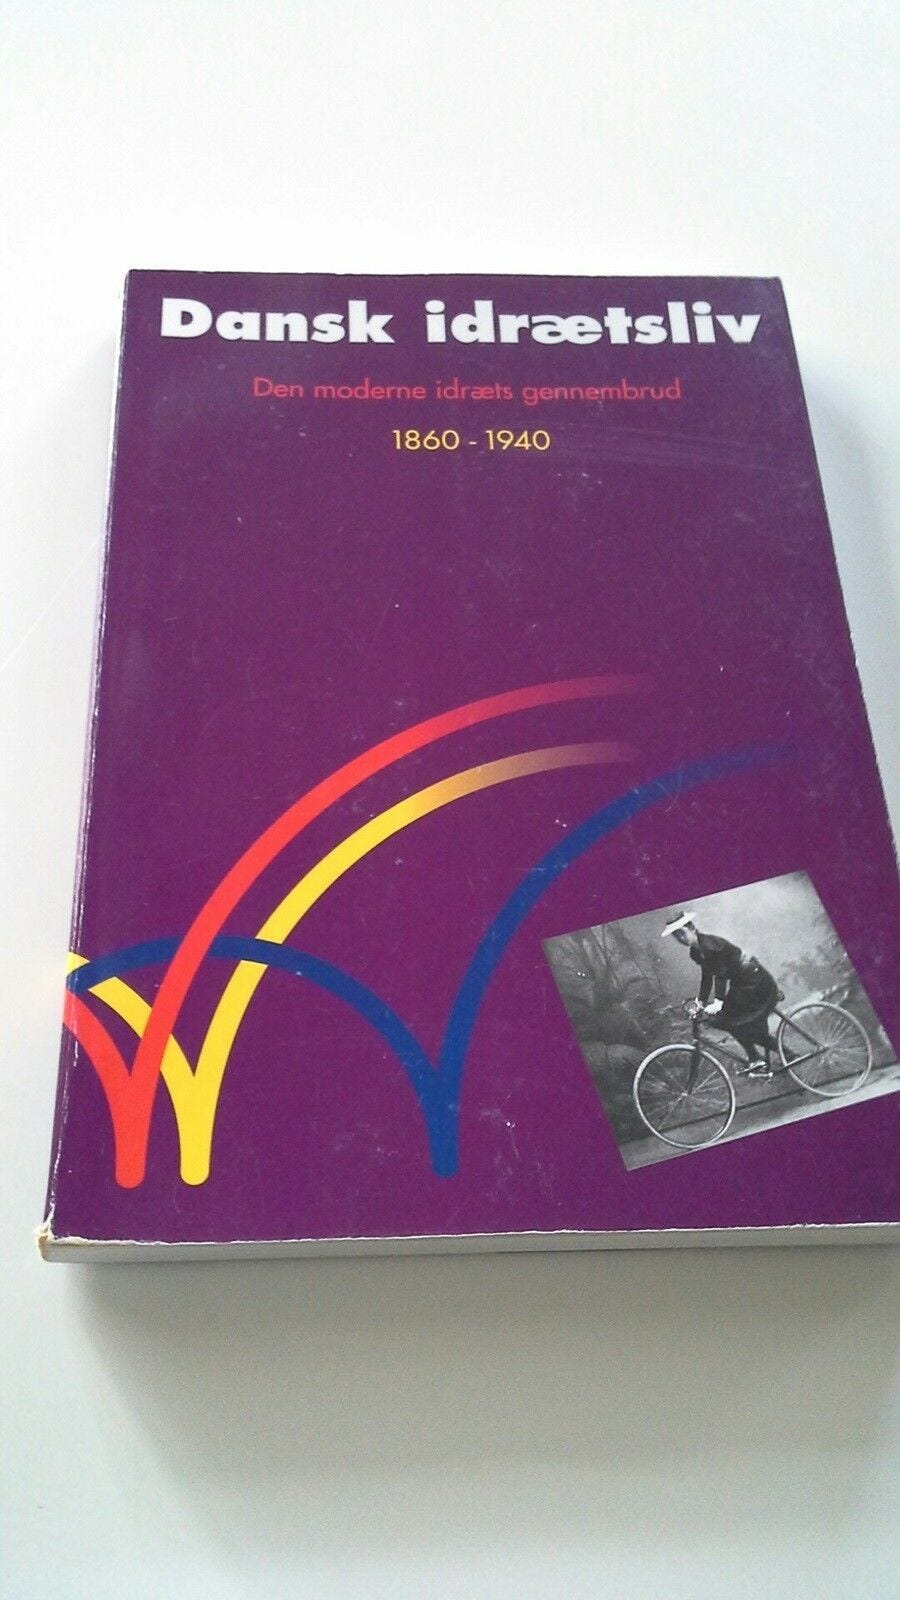 Dansk idrætsliv
Den moderne idræts gennembrud
1860 - 1940